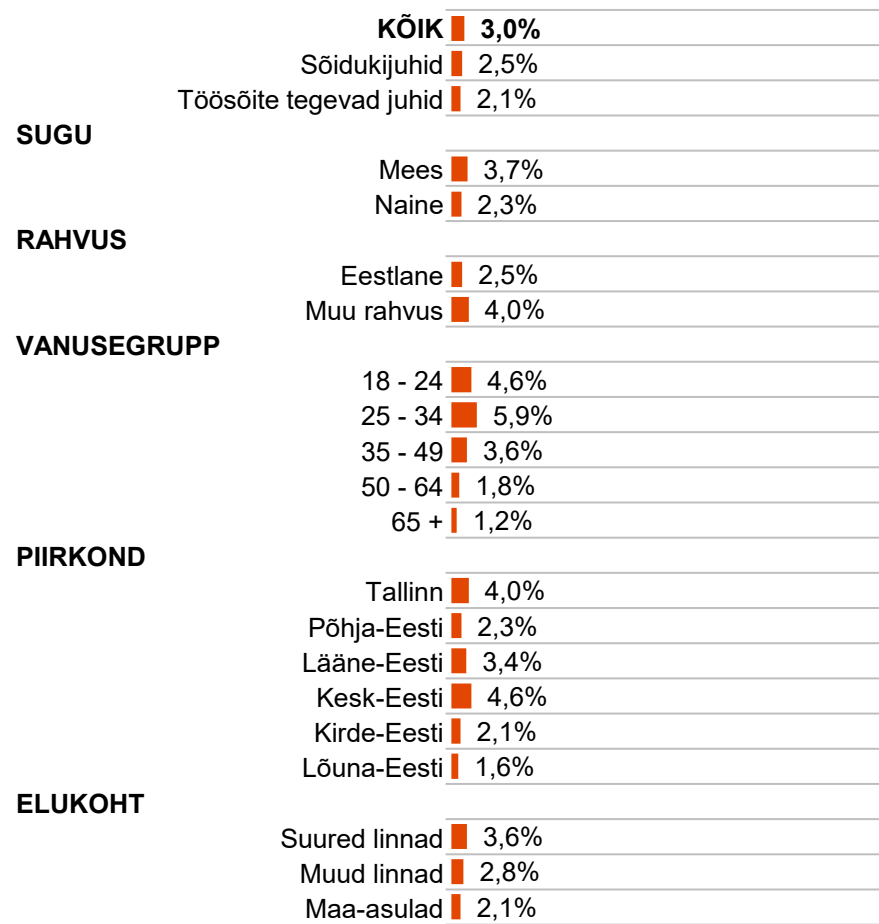 KÕIK 3,0%
Sõidukijuhid 2,5%
Töösõite tegevad juhid 2,1%
SUGU
Mees 3,7%
Naine 2,3%
RAHVUS
Eestlane 2,5%
Muu rahvus 4,0%
VANUSEGRUPP
18 - 24 4,6%
25 - 34 5,9%
35 - 49 3,6%
50 - 64 1,8%
65 + 1,2%
PIIRKOND
Tallinn 4,0%
Põhja-Eesti 2,3%
Lääne-Eesti 3,4%
Kesk-Eesti 4,6%
Kirde-Eesti 2,1%
Lõuna-Eesti 1,6%
ELUKOHT
Suured linnad 3,6%
Muud linnad 2,8%
Maa-asulad 2,1%